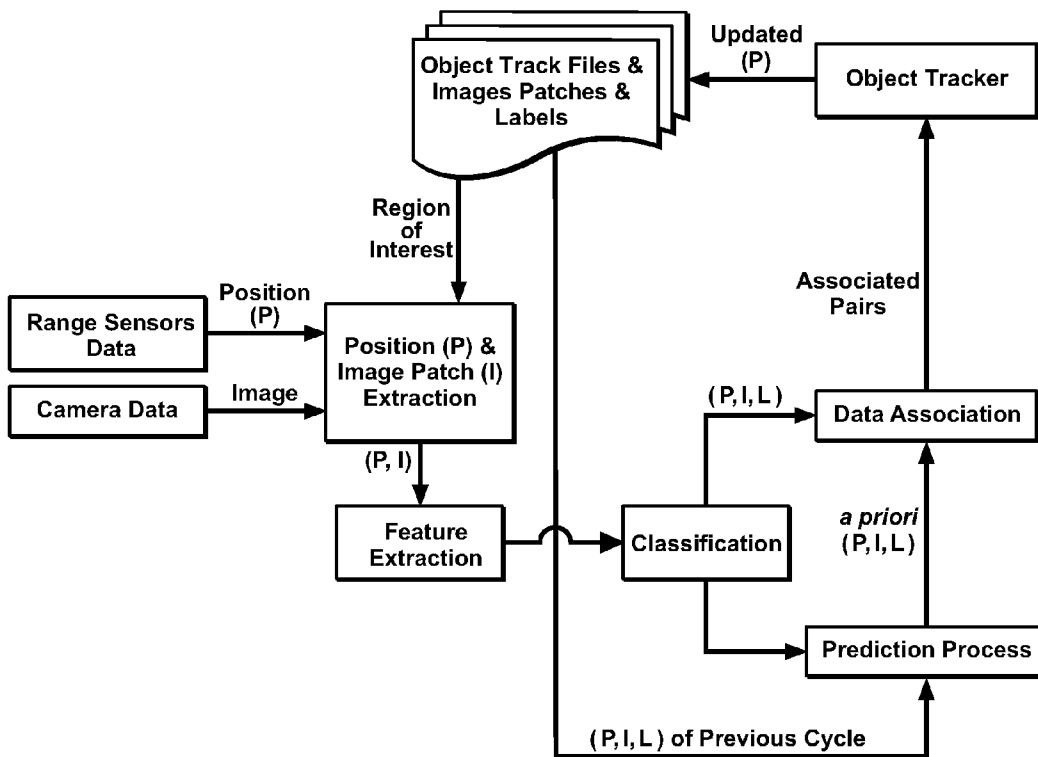 Updated
(P)
Object Track Files &
Images Patches &
Labels
Object Tracker
Region
of
Interest
Position
(P)
Range Sensors
Data
Associated
Pairs
Position (P) &
Image Patch (I)
Extraction
Image
Camera Data
(P, I, L)
Data Association
(P, I)
a priori
(P, I, L)
Feature
Extraction
Classification
Prediction Process
(P, I, L) of Previous Cycle